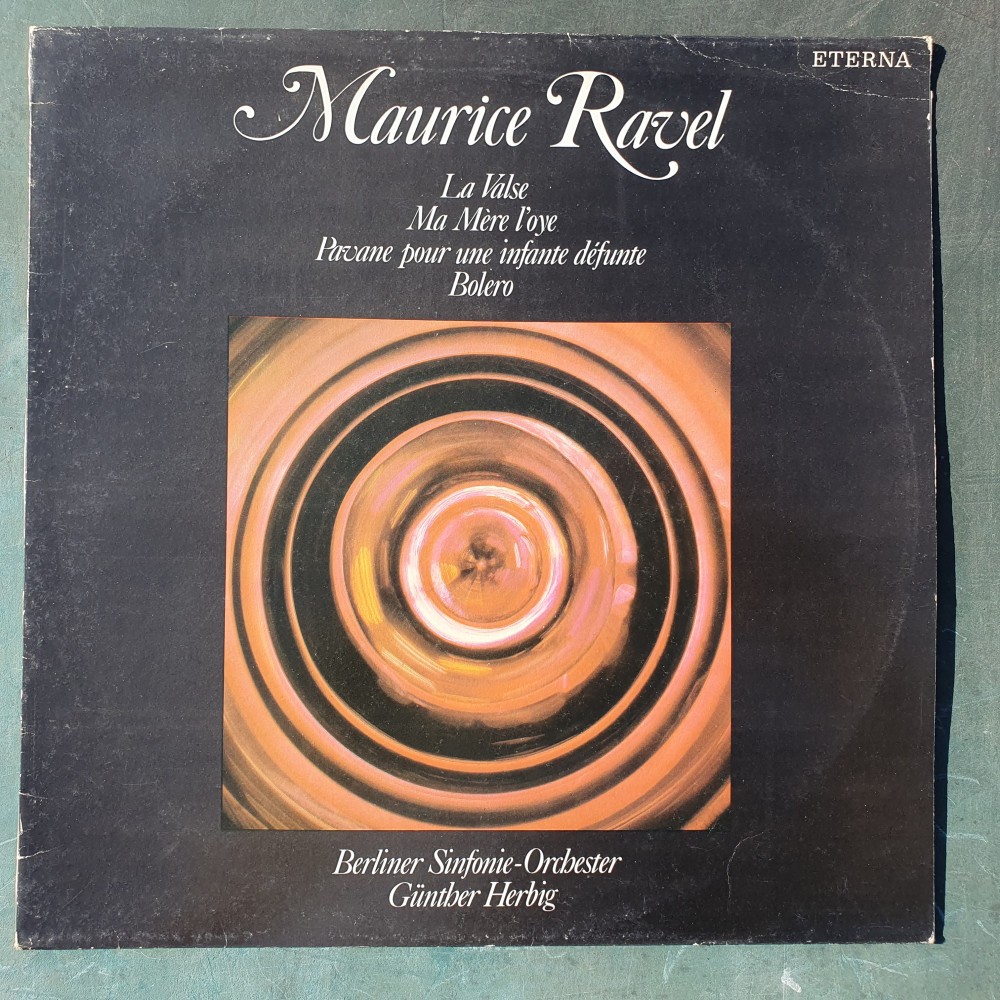 ETERNA
Maurice Ravel
La Valse
Ma Mère l'oye
Pavane pour une infante défunte
Bolero
Berliner Sinfonie-Orchester
Günther Herbig